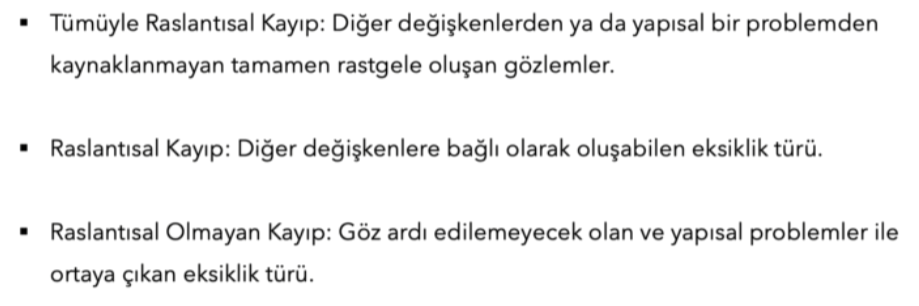 ▪ Tümüyle Raslantısal Kayıp: Diğer değişkenlerden ya da yapısal bir problemden
kaynaklanmayan tamamen rastgele oluşan gözlemler.
▪ Raslantısal Kayıp: Diğer değişkenlere bağlı olarak oluşabilen eksiklik türü.
▪ Raslantısal Olmayan Kayıp: Göz ardı edilemeyecek olan ve yapısal problemler ile
ortaya çıkan eksiklik türü.